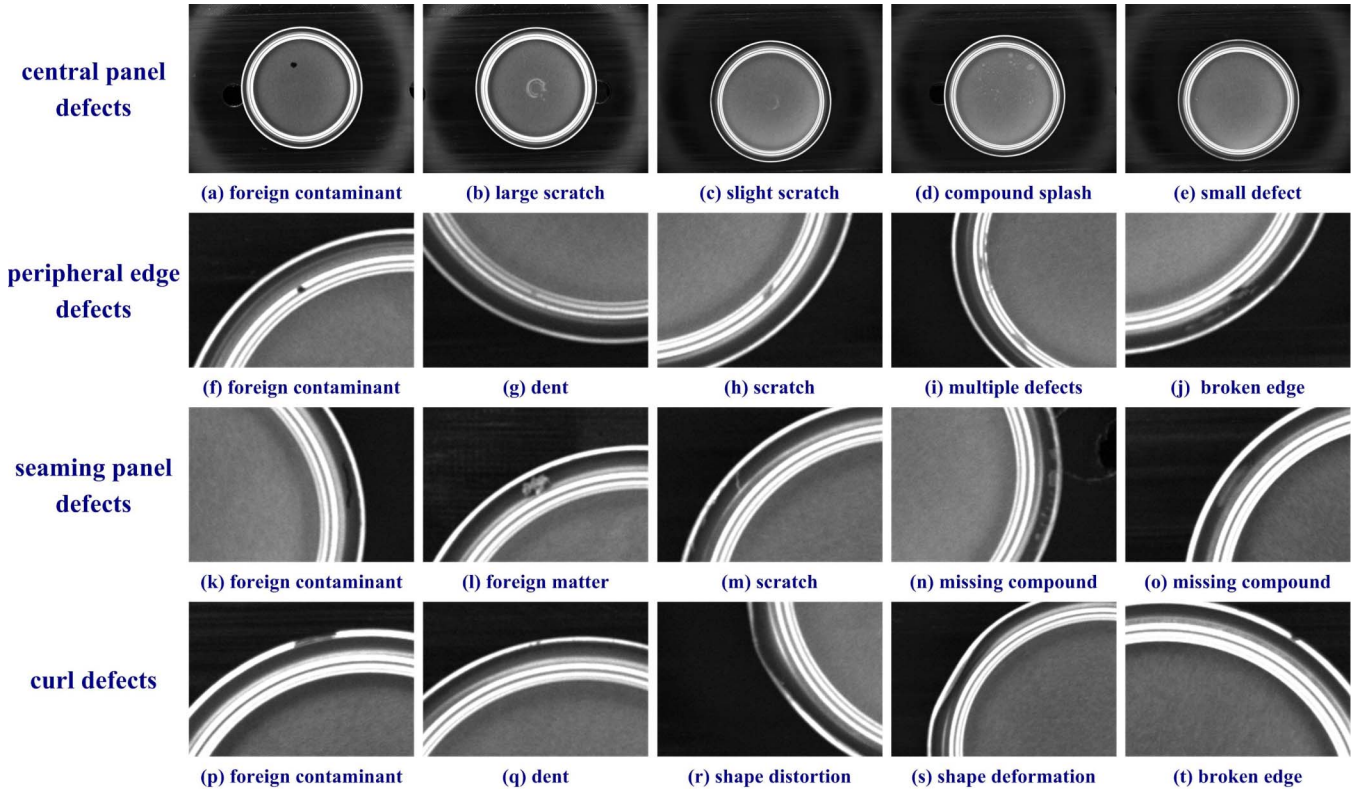 central panel
defects
(a) foreign contaminant
(b) large scratch
(c) slight scratch
(d) compound splash
(e) small defect
peripheral edge
defects
(f) foreign contaminant
(g) dent
(h) scratch
(i) multiple defects
(j) broken edge
seaming panel
defects
(k) foreign contaminant
(l) foreign matter
(m) scratch
(n) missing compound
(o) missing compound
curl defects
(p) foreign contaminant
(q) dent
(r) shape distortion
(s) shape deformation
(t) broken edge